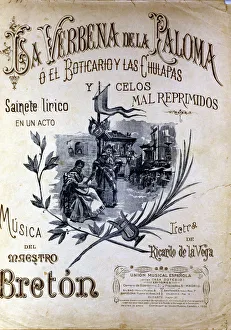 La Verbena de la Paloma
ó el Boticario y las Chulapas
y celos
mal reprimidos
Sainete lírico
en un acto
Música
del
maestro
Bretón
Letra
de
Ricardo de la Vega
UNIÓN MUSICAL ESPAÑOLA